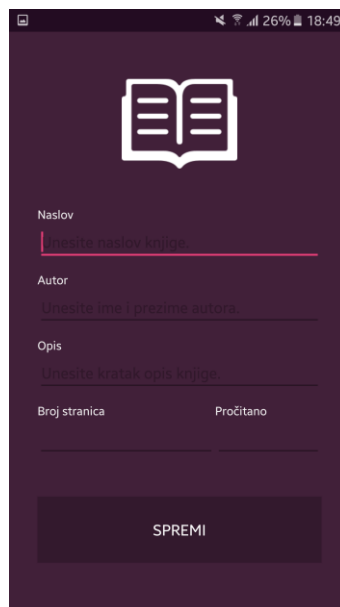 26% 18:49
Naslov
Unesite naslov knjige.
Autor
Unesite ime i prezime autora.
Opis
Unesite kratak opis knjige.
Broj stranica Pročitano
SPREMI